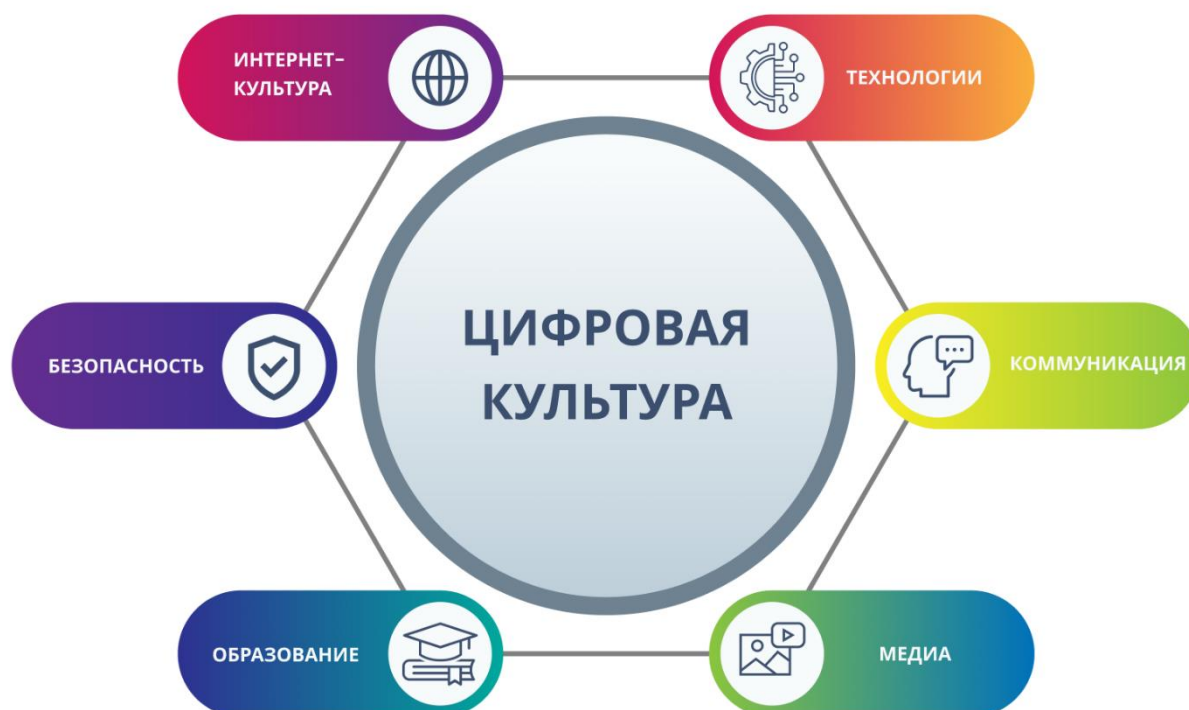 ИНТЕРНЕТ-
КУЛЬТУРА
ТЕХНОЛОГИИ
ЦИФРОВАЯ
КУЛЬТУРА
БЕЗОПАСНОСТЬ
КОММУНИКАЦИЯ
ОБРАЗОВАНИЕ
МЕДИА